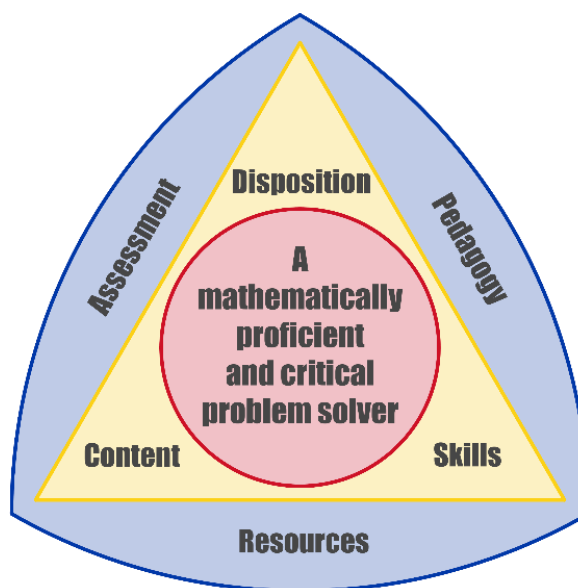 Disposition
Assessment
Pedagogy
A
mathematically
proficient
and critical
problem solver
Content
Skills
Resources